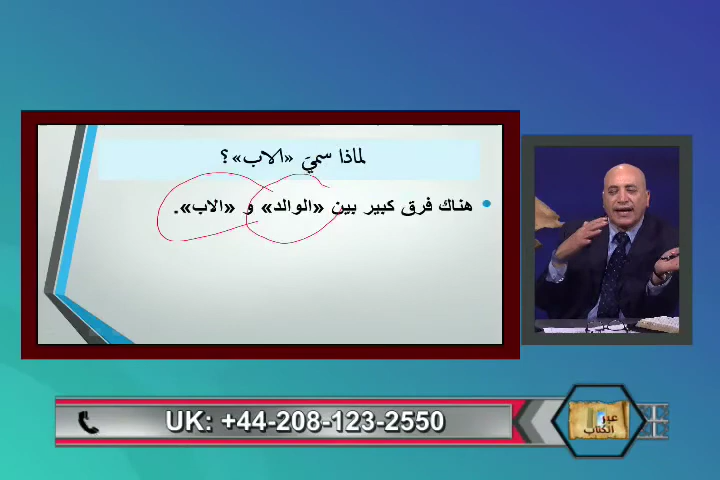 لماذا سميَ «الاب»؟
هناك فرق كبير بين «الوالد» و «الاب».
UK: +44-208-123-2550
عبر
الكتاب